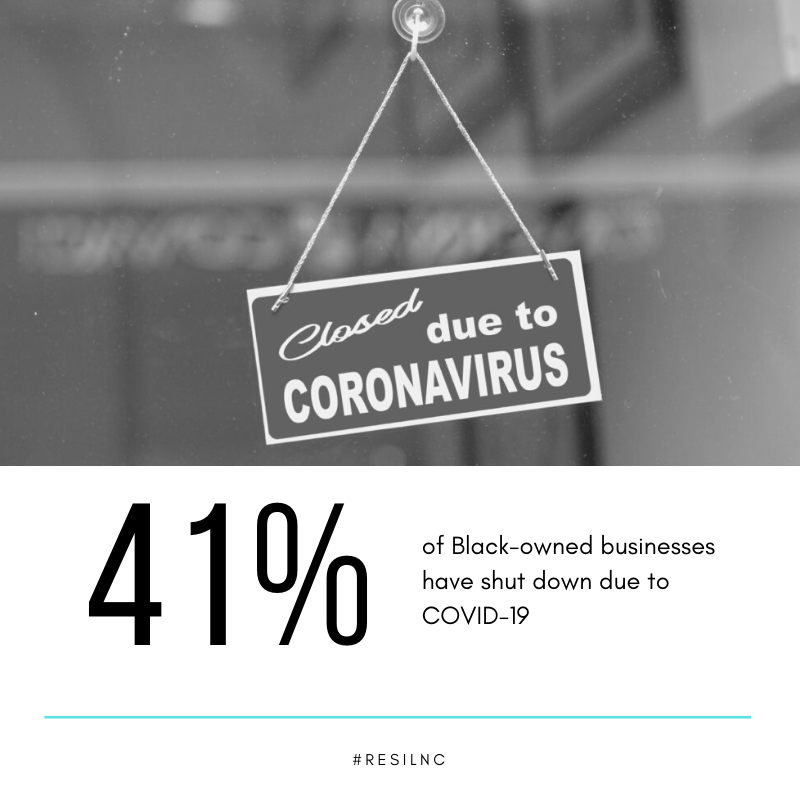 Closed due to
CORONAVIRUS
41%
of Black-owned businesses
have shut down due to
COVID-19
#RESILNC